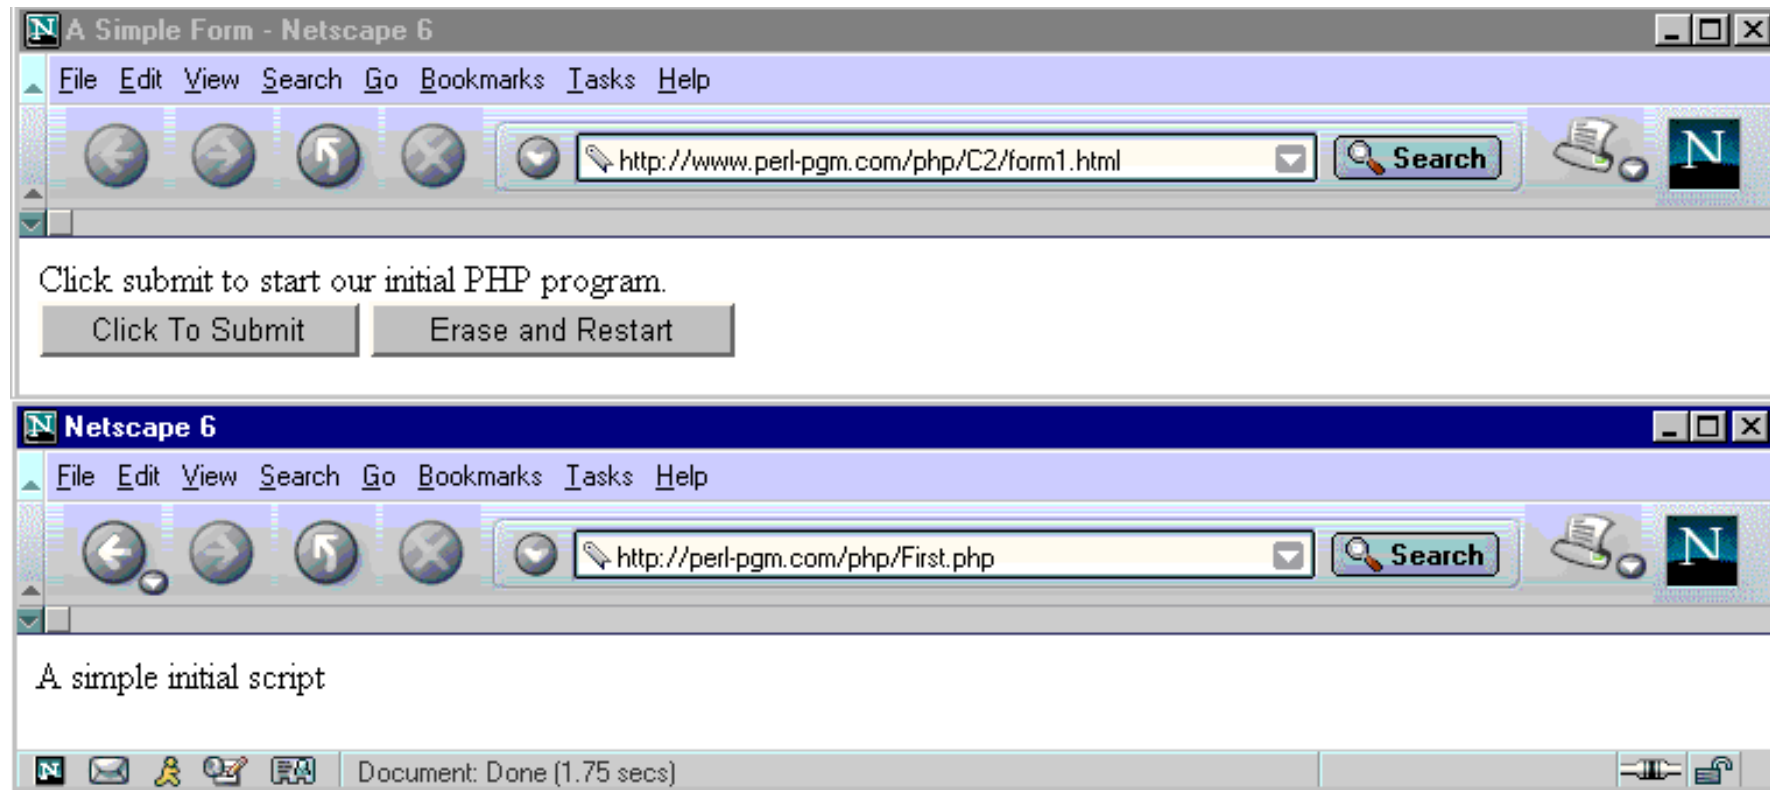 N A Simple Form - Netscape 6
File Edit View Search Go Bookmarks Tasks Help
http://www.perl-pgm.com/php/C2/form1.html Search N
Click submit to start our initial PHP program.
Click To Submit Erase and Restart
N Netscape 6
File Edit View Search Go Bookmarks Tasks Help
http://perl-pgm.com/php/First.php Search N
A simple initial script
N Document: Done (1.75 secs)